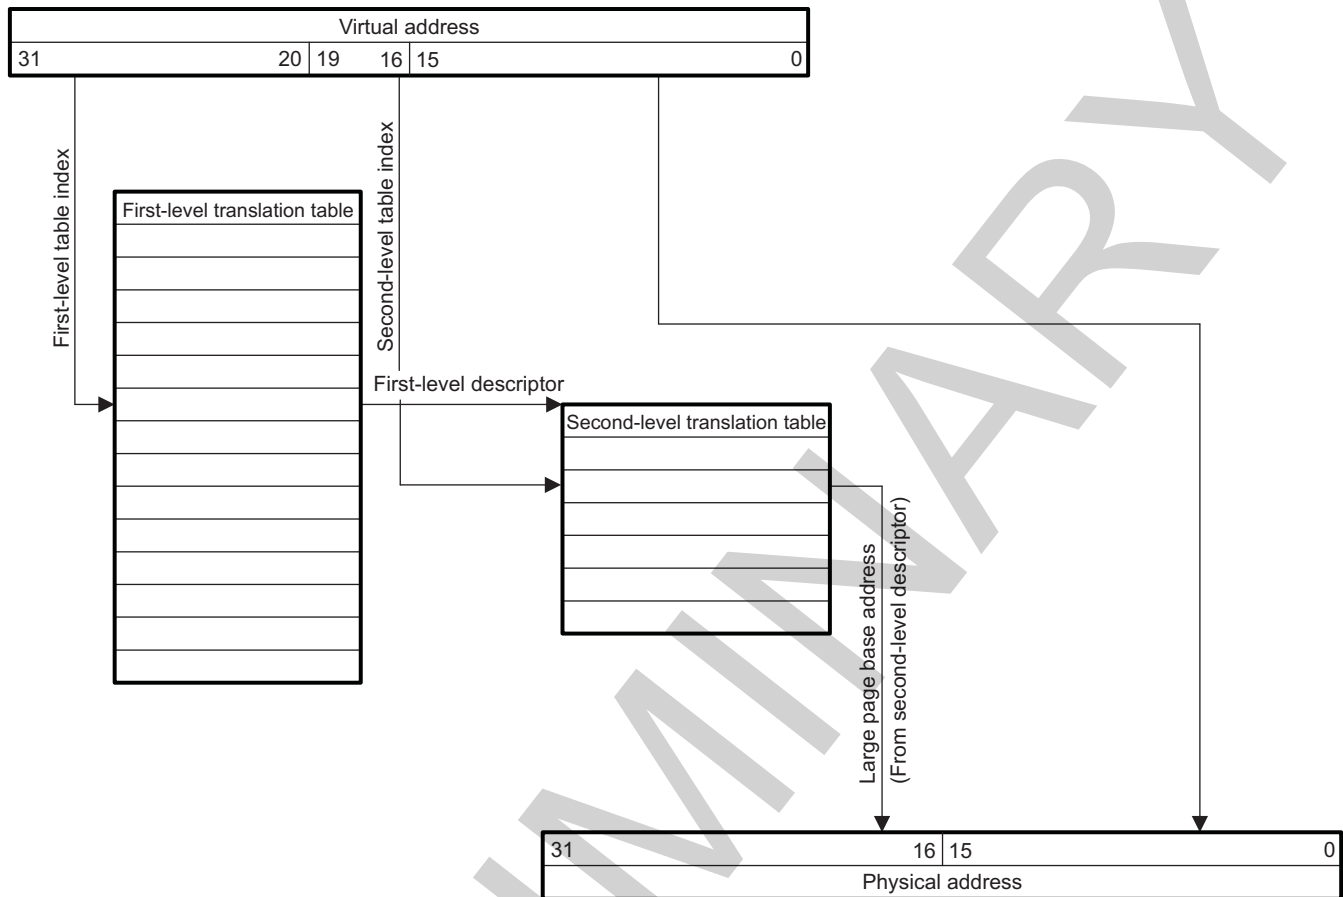 Virtual address
31 20 19 16 15 0
First-level table index
Second-level table index
First-level translation table
First-level descriptor
Second-level translation table
Large page base address
(From second-level descriptor)
31 16 15 0
Physical address
MINARY